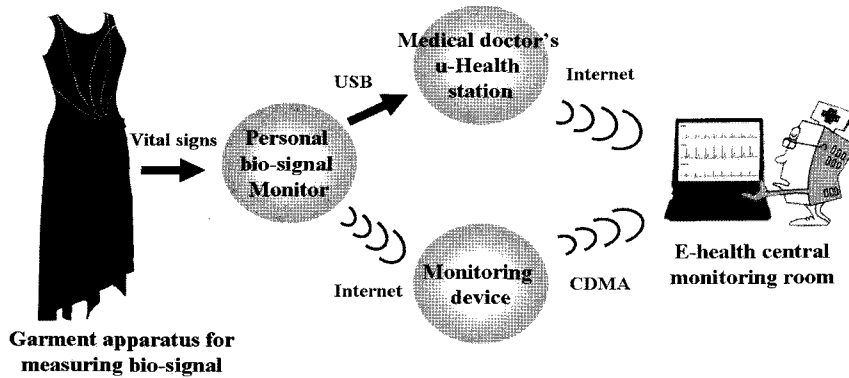 Medical doctor's
u-Health
station
USB
Internet
Vital signs
Personal
bio-signal
Monitor
Monitoring
device
Internet
CDMA
E-health central
monitoring room
Garment apparatus for
measuring bio-signal